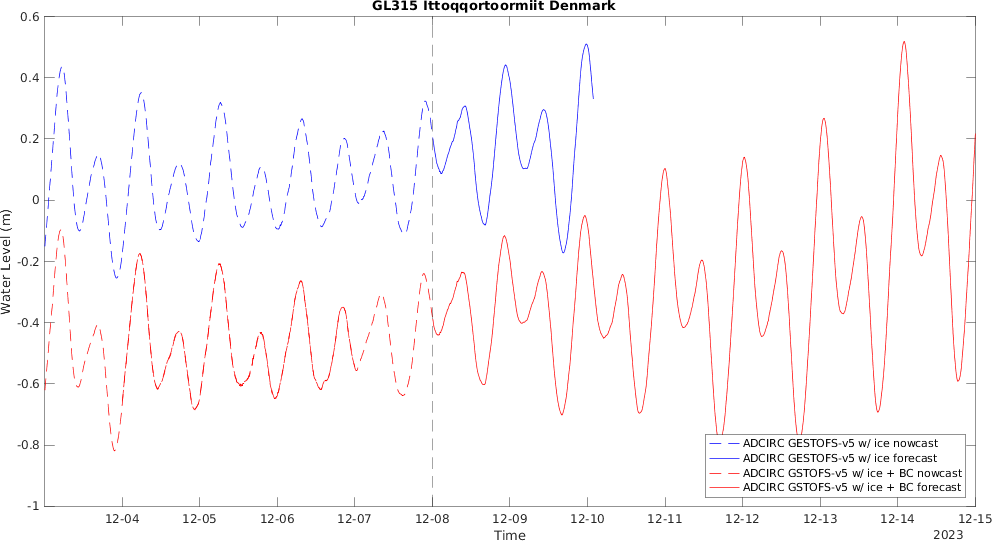 GL315 Ittoqqortoormiit Denmark
0.6
0.4
0.2
0
-0.2
-0.4
-0.6
-0.8
-1
Water Level (m)
ADCIRC GESTOFS-v5 w/ ice nowcast
ADCIRC GESTOFS-v5 w/ ice forecast
ADCIRC GSTOFS-v5 w/ ice + BC nowcast
ADCIRC GSTOFS-v5 w/ ice + BC forecast
12-04 12-05 12-06 12-07 12-08 12-09 12-10 12-11 12-12 12-13 12-14 12-15
Time
2023